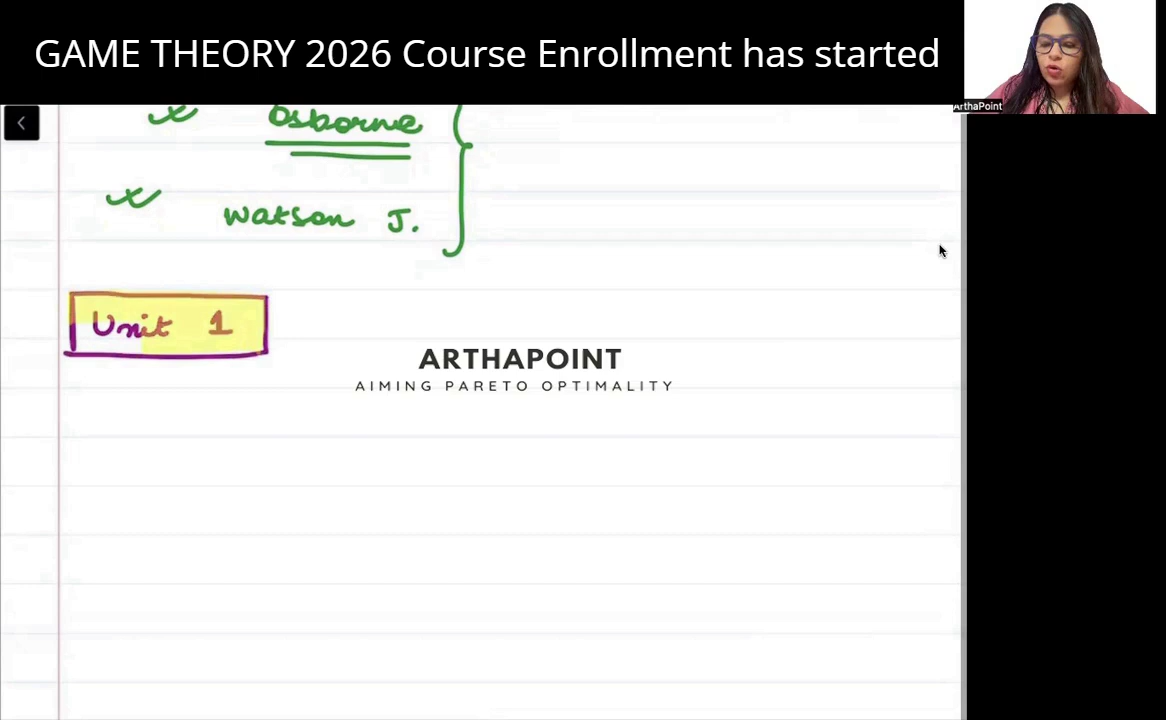 GAME THEORY 2026 Course Enrollment has started
ArthaPoint
Osborne
Watson J.
Unit 1
ARTHAPOINT
AIMING PARETO OPTIMALITY